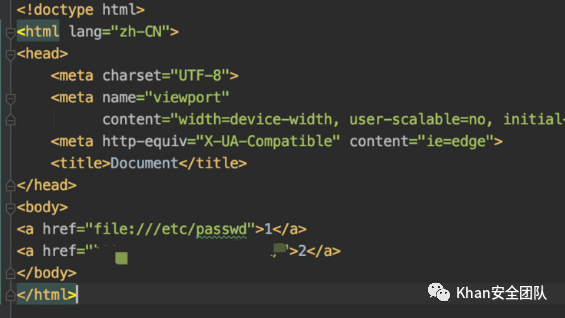 <!doctype html>
<html lang="zh-CN">
<head>
<meta charset="UTF-8">
<meta name="viewport"
content="width=device-width, user-scalable=no, initial-
<meta http-equiv="X-UA-Compatible" content="ie=edge">
<title>Document</title>
</head>
<body>
<a href="file:///etc/passwd">1</a>
<a href=" ">2</a>
</body>
</html>
Khan安全团队